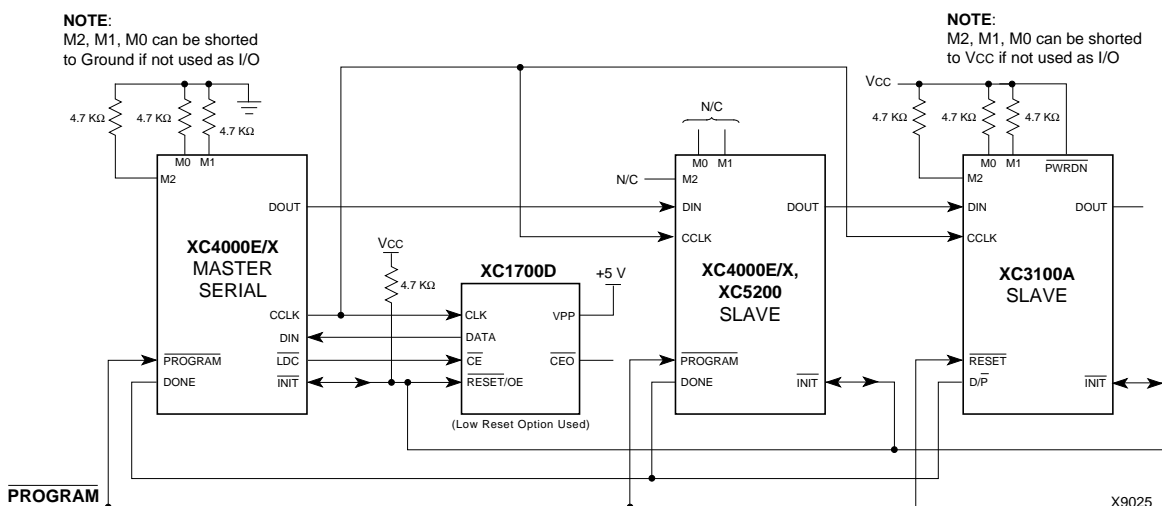 NOTE:
M2, M1, M0 can be shorted
to Ground if not used as I/O
NOTE:
M2, M1, M0 can be shorted
to VCC if not used as I/O
4.7 KΩ
4.7 KΩ
4.7 KΩ
M0 M1
M2
DOUT
XC4000E/X
MASTER
SERIAL
CCLK
DIN
PROGRAM
LDC
DONE
INIT
VCC
4.7 KΩ
XC1700D
+5 V
CLK
VPP
DATA
CE
CEO
RESET/OE
(Low Reset Option Used)
N/C
M0 M1
N/C
M2
DIN
DOUT
CCLK
XC4000E/X,
XC5200
SLAVE
PROGRAM
DONE
INIT
VCC
4.7 KΩ
4.7 KΩ
4.7 KΩ
M0 M1
PWRDN
M2
DIN
DOUT
CCLK
XC3100A
SLAVE
RESET
D/P
INIT
PROGRAM
X9025